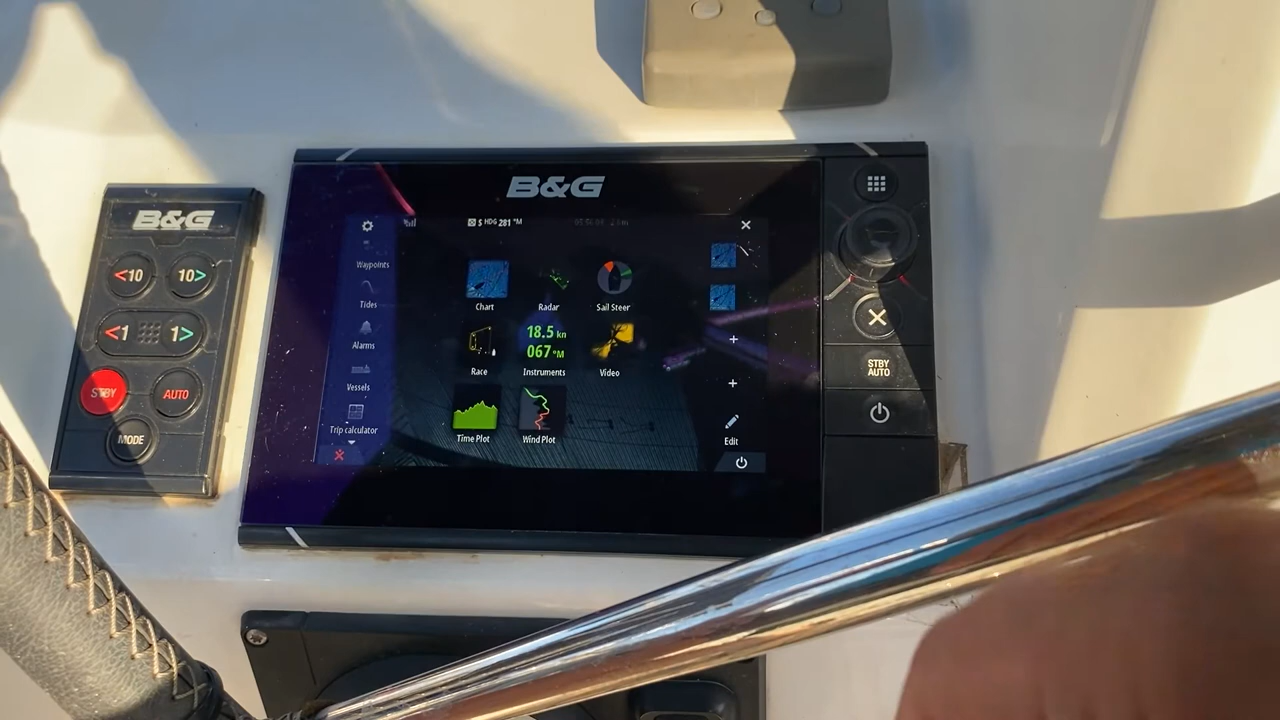 B&G
B&G
<10
10>
<1
1>
STBY
AUTO
MODE
S HDG 281 °M
Waypoints
Tides
Alarms
Vessels
Trip calculator
Chart
Radar
Sail Steer
Race
18.5 kn
067 °M
Instruments
Video
Time Plot
Wind Plot
Edit
STBY
AUTO